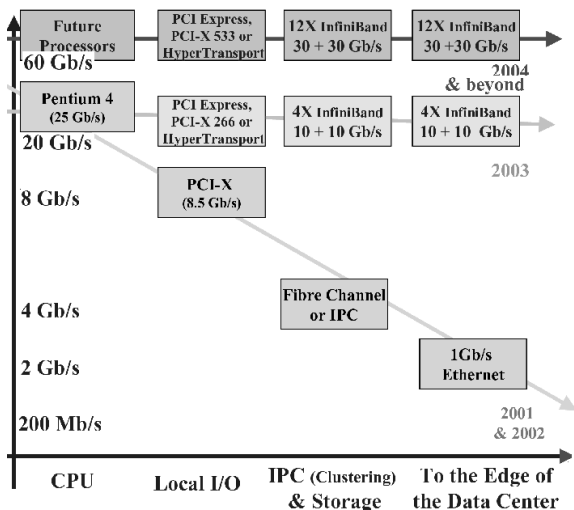 Future
Processors
PCI Express,
PCI-X 533 or
HyperTransport
12X InfiniBand
30 + 30 Gb/s
12X InfiniBand
30 +30 Gb/s
60 Gb/s
2004
& beyond
Pentium 4
(25 Gb/s)
PCI Express,
PCI-X 266 or
HyperTransport
4X InfiniBand
10 + 10 Gb/s
4X InfiniBand
10 + 10 Gb/s
20 Gb/s
2003
8 Gb/s
PCI-X
(8.5 Gb/s)
4 Gb/s
Fibre Channel
or IPC
2 Gb/s
1Gb/s
Ethernet
200 Mb/s
2001
& 2002
CPU
Local I/O
IPC (Clustering)
& Storage
To the Edge of
the Data Center